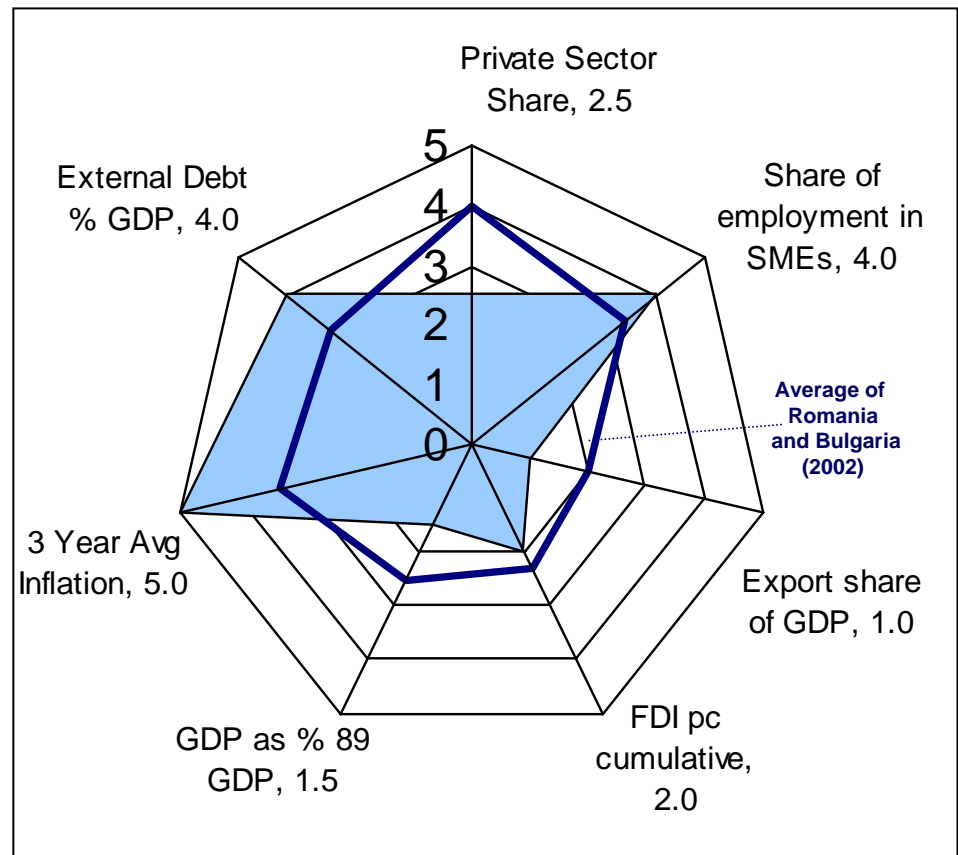 Private Sector
Share, 2.5
External Debt
% GDP, 4.0
Share of
employment in
SMEs, 4.0
5
4
3
2
1
0
Average of
Romania
and Bulgaria
(2002)
3 Year Avg
Inflation, 5.0
Export share
of GDP, 1.0
GDP as % 89
GDP, 1.5
FDI pc
cumulative,
2.0